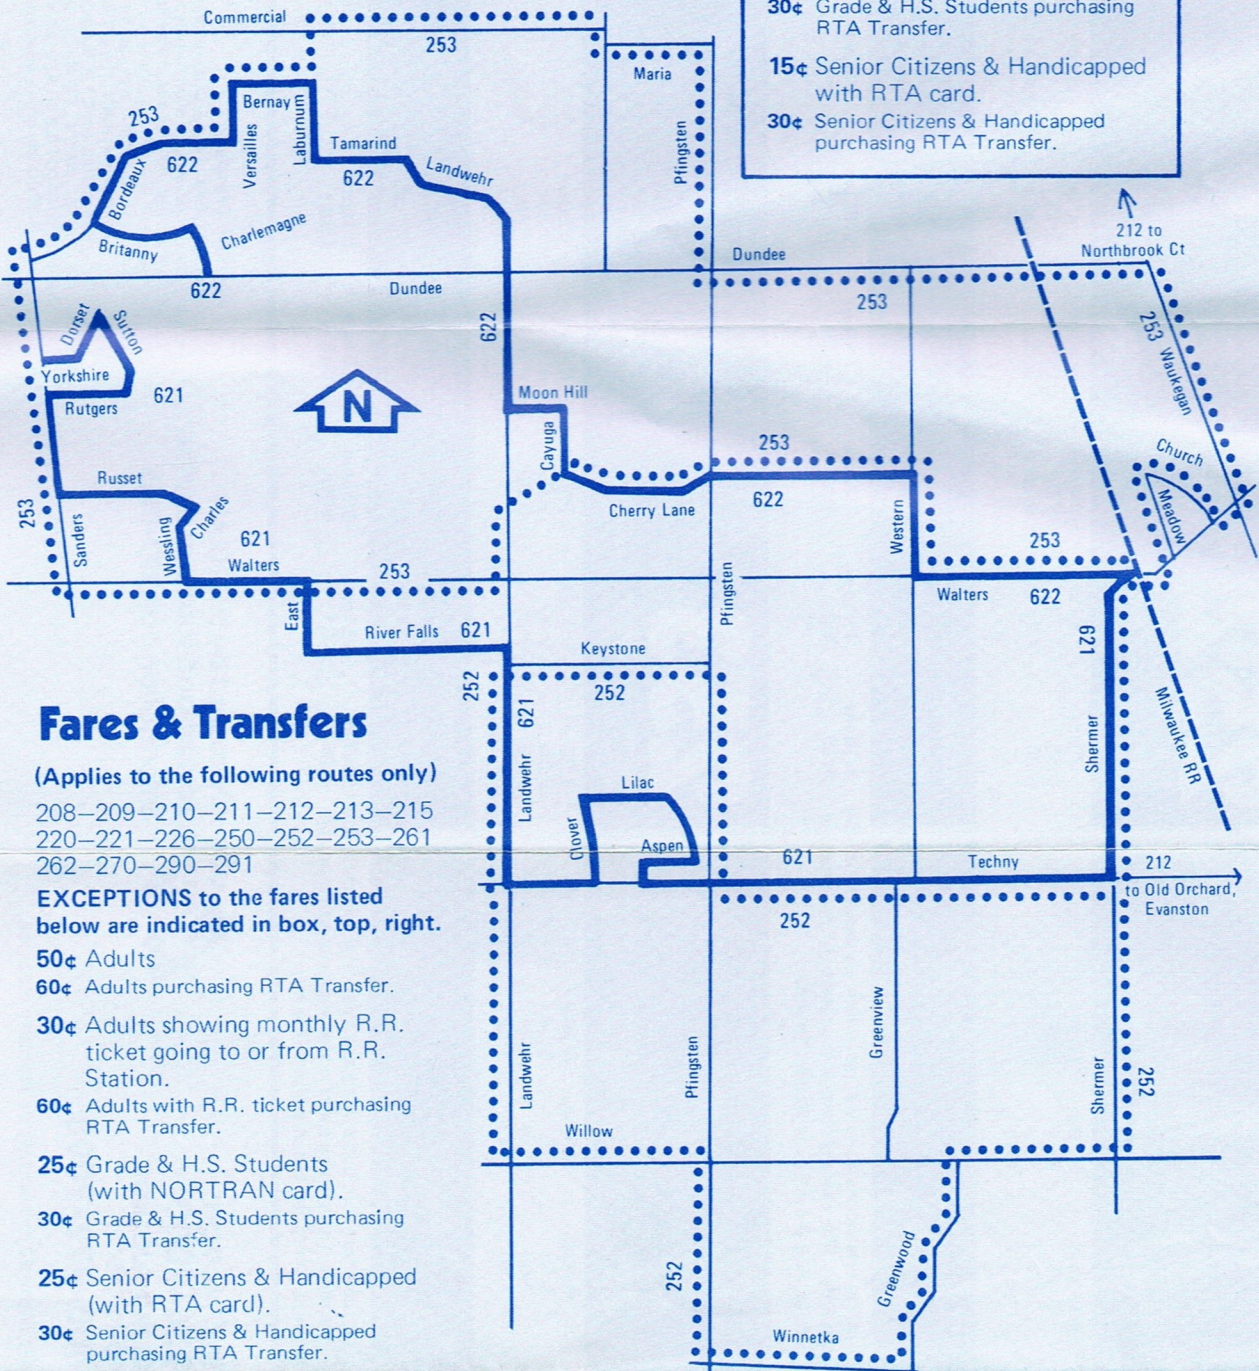 30¢ Grade & H.S. Students purchasing
RTA Transfer.
15¢ Senior Citizens & Handicapped
with RTA card.
30¢ Senior Citizens & Handicapped
purchasing RTA Transfer.
Commercial
253
Maria
253
Bernay
Laburnum
Versailles
Tamarind
622
Landwehr
622
Bordeaux
Britanny
Charlemagne
Pfingsten
212 to
Northbrook Ct
Dundee
253
622
Dundee
622
253
Waukegan
Dorset
Sutton
Yorkshire
Rutgers
621
N
Moon Hill
Cayuga
253
Church
Meadow
Cherry Lane
622
Western
Russet
Charles
Wessling
253
Sanders
621
Walters
253
253
Walters
622
East
River Falls
621
Pfingsten
Keystone
252
252
621
Landwehr
621
Shermer
Milwaukee RR
Lilac
Clover
Aspen
621
Techny
212
to Old Orchard,
Evanston
252
Greenview
Landwehr
Pfingsten
Shermer
252
Willow
252
Greenwood
Winnetka
Fares & Transfers
(Applies to the following routes only)
208–209–210–211–212–213–215
220–221–226–250–252–253–261
262–270–290–291
EXCEPTIONS to the fares listed
below are indicated in box, top, right.
50¢ Adults
60¢ Adults purchasing RTA Transfer.
30¢ Adults showing monthly R.R.
ticket going to or from R.R.
Station.
60¢ Adults with R.R. ticket purchasing
RTA Transfer.
25¢ Grade & H.S. Students
(with NORTRAN card).
30¢ Grade & H.S. Students purchasing
RTA Transfer.
25¢ Senior Citizens & Handicapped
(with RTA card).
30¢ Senior Citizens & Handicapped
purchasing RTA Transfer.